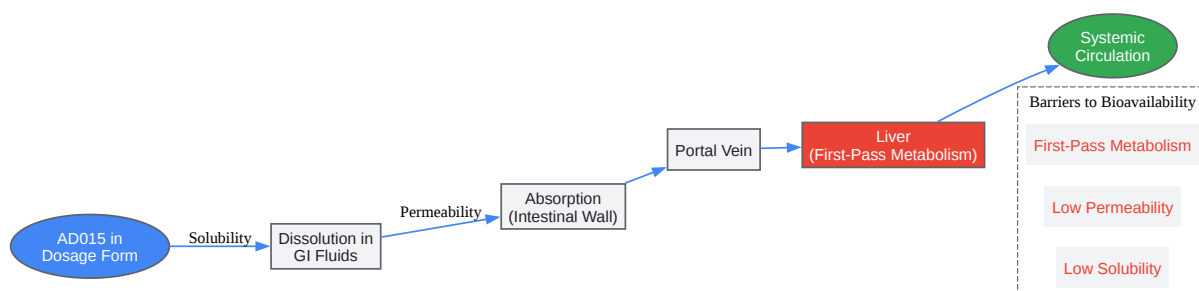 AD015 in
Dosage Form
Solubility
Dissolution in
GI Fluids
Permeability
Absorption
(Intestinal Wall)
Portal Vein
Liver
(First-Pass Metabolism)
Systemic
Circulation
Barriers to Bioavailability
First-Pass Metabolism
Low Permeability
Low Solubility